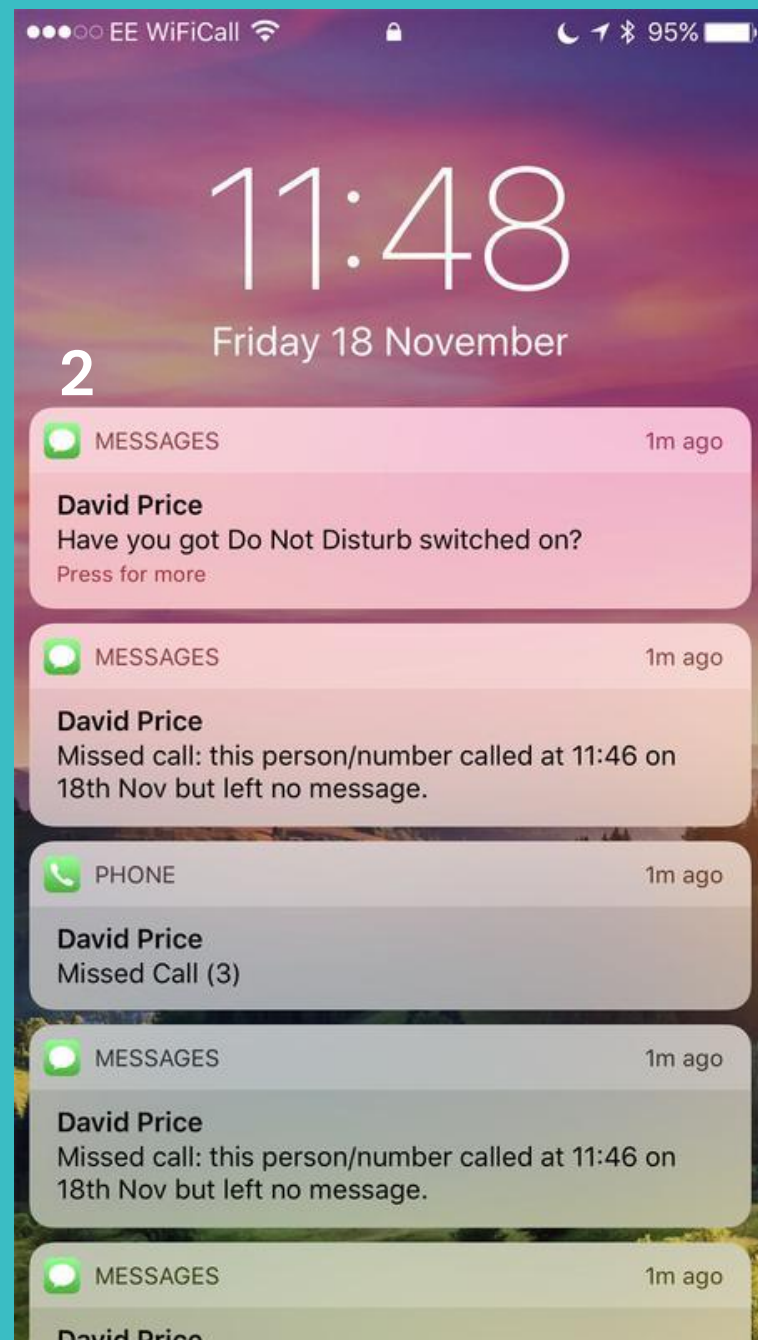 EE WiFiCall 95%
11:48
Friday 18 November
2
MESSAGES 1m ago
David Price
Have you got Do Not Disturb switched on?
Press for more
MESSAGES 1m ago
David Price
Missed call: this person/number called at 11:46 on
18th Nov but left no message.
PHONE 1m ago
David Price
Missed Call (3)
MESSAGES 1m ago
David Price
Missed call: this person/number called at 11:46 on
18th Nov but left no message.
MESSAGES 1m ago
David Price